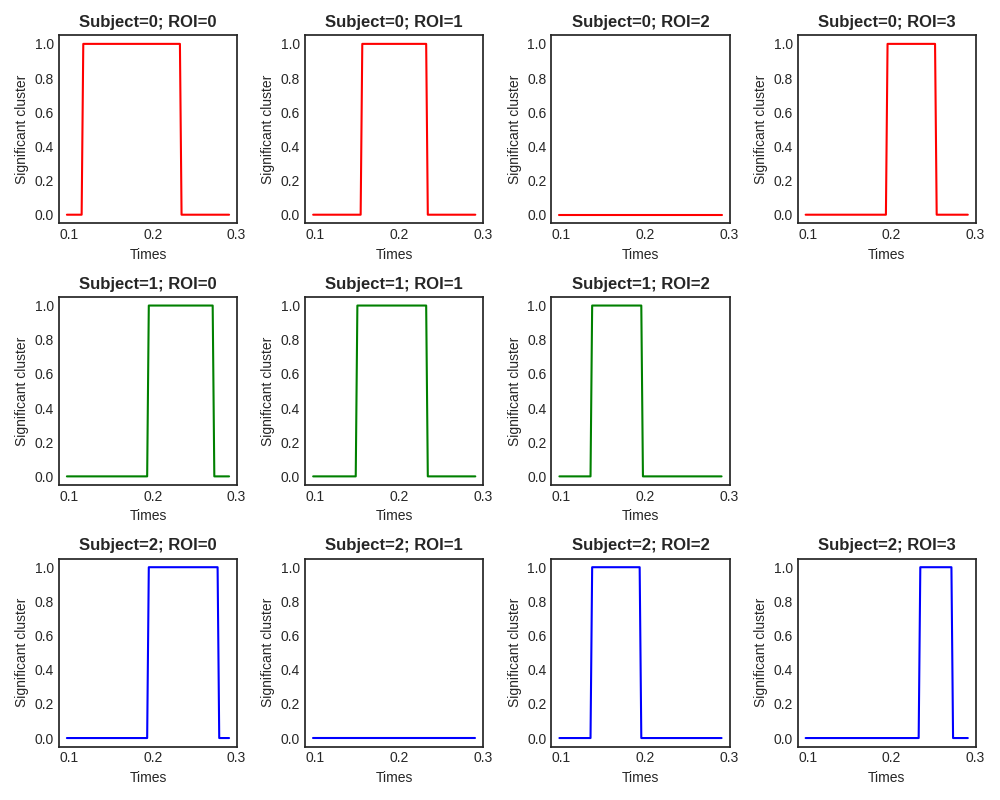 Subject=0; ROI=0
1.0
0.8
0.6
0.4
0.2
0.0
Significant cluster
0.1 0.2 0.3
Times
Subject=0; ROI=1
1.0
0.8
0.6
0.4
0.2
0.0
Significant cluster
0.1 0.2 0.3
Times
Subject=0; ROI=2
1.0
0.8
0.6
0.4
0.2
0.0
Significant cluster
0.1 0.2 0.3
Times
Subject=0; ROI=3
1.0
0.8
0.6
0.4
0.2
0.0
Significant cluster
0.1 0.2 0.3
Times
Subject=1; ROI=0
1.0
0.8
0.6
0.4
0.2
0.0
Significant cluster
0.1 0.2 0.3
Times
Subject=1; ROI=1
1.0
0.8
0.6
0.4
0.2
0.0
Significant cluster
0.1 0.2 0.3
Times
Subject=1; ROI=2
1.0
0.8
0.6
0.4
0.2
0.0
Significant cluster
0.1 0.2 0.3
Times
Subject=2; ROI=0
1.0
0.8
0.6
0.4
0.2
0.0
Significant cluster
0.1 0.2 0.3
Times
Subject=2; ROI=1
1.0
0.8
0.6
0.4
0.2
0.0
Significant cluster
0.1 0.2 0.3
Times
Subject=2; ROI=2
1.0
0.8
0.6
0.4
0.2
0.0
Significant cluster
0.1 0.2 0.3
Times
Subject=2; ROI=3
1.0
0.8
0.6
0.4
0.2
0.0
Significant cluster
0.1 0.2 0.3
Times